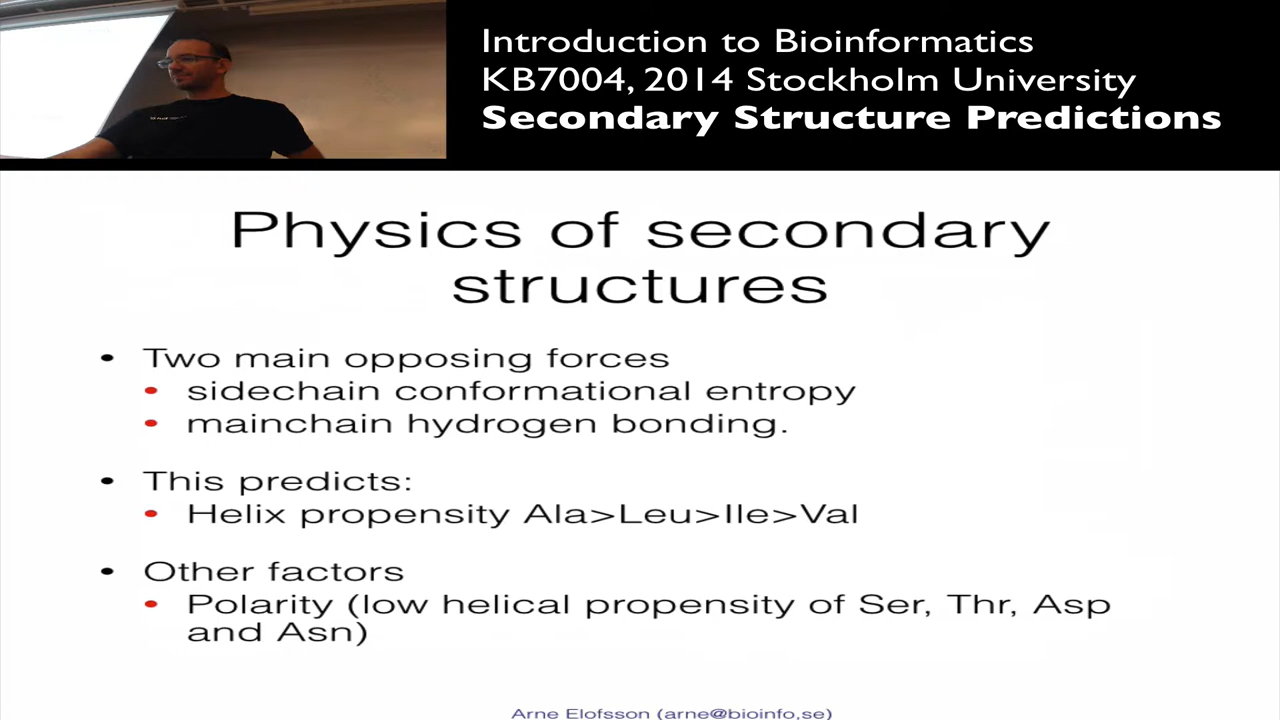 Introduction to Bioinformatics
KB7004, 2014 Stockholm University
Secondary Structure Predictions
Physics of secondary
structures
• Two main opposing forces
• sidechain conformational entropy
• mainchain hydrogen bonding.
• This predicts:
• Helix propensity Ala>Leu>Ile>Val
• Other factors
• Polarity (low helical propensity of Ser, Thr, Asp
and Asn)
Arne Elofsson (arne@bioinfo,se)